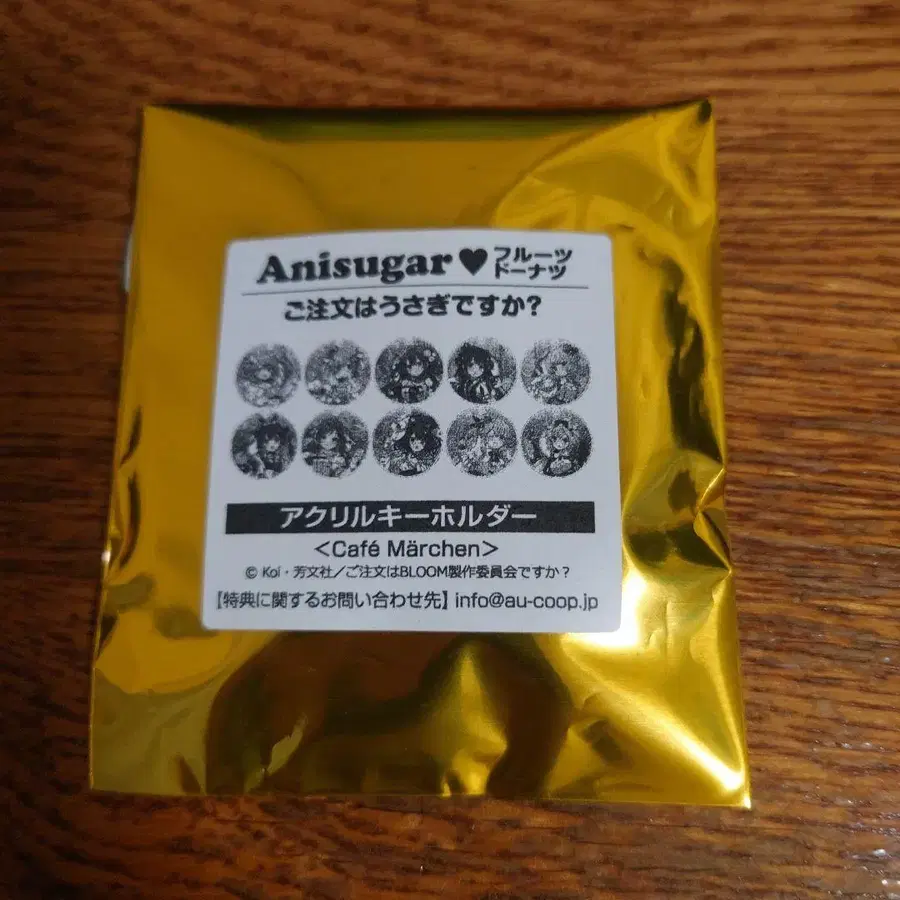 Anisugar♥フルーツ
ドーナツ
ご注文はうさぎですか?
アクリルキーホルダー
<Café Märchen>
© Koi・芳文社/ご注文はBLOOM製作委員会ですか?
【特典に関するお問い合わせ先】info@au-coop.jp